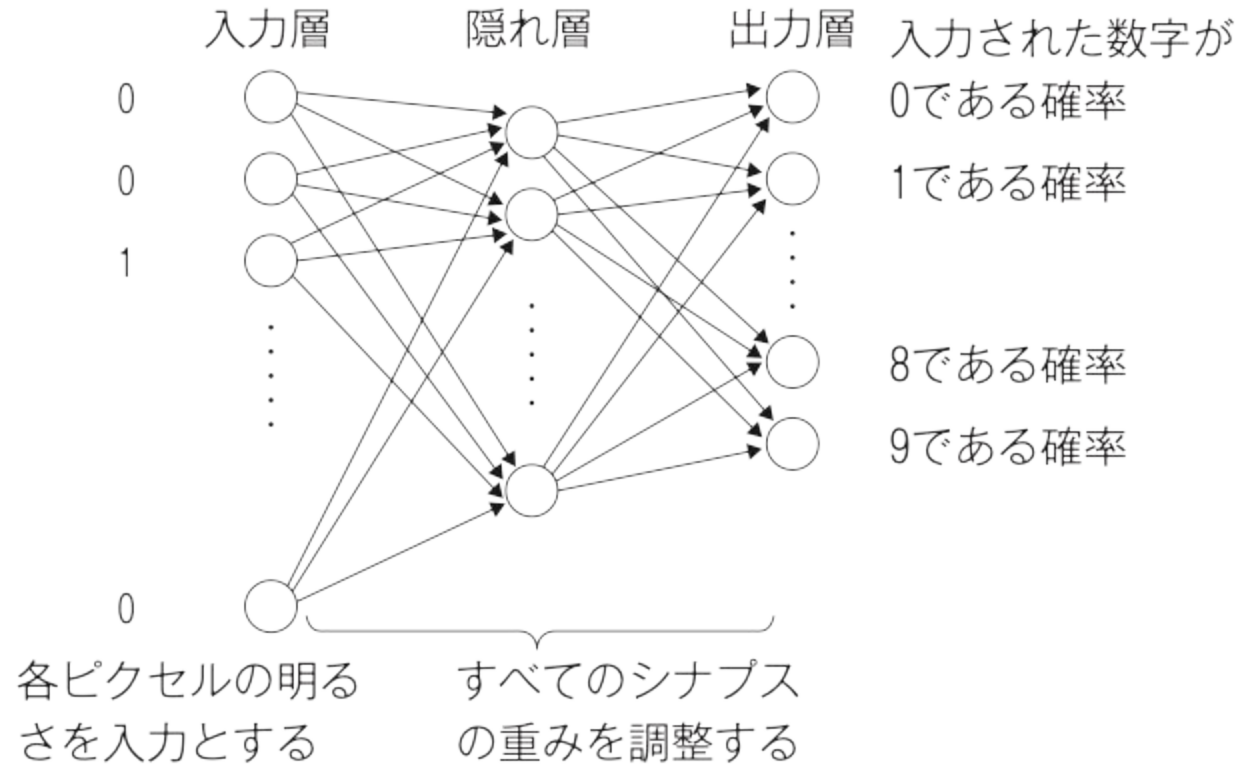 入力層
隠れ層
出力層
入力された数字が
0
0である確率
0
1である確率
1
8である確率
9である確率
0
各ピクセルの明る
さを入力とする
すべてのシナプス
の重みを調整する